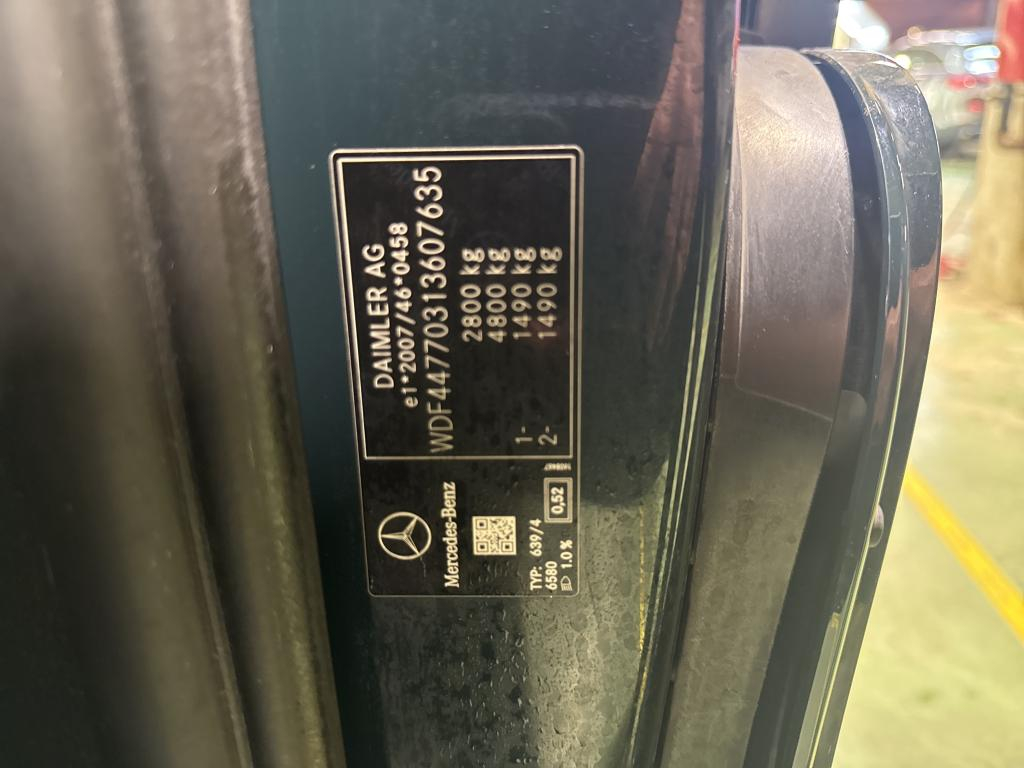 DAIMLER AG
e1*2007/46*0458
WDF44770313607635
2800 kg
4800 kg
1- 1490 kg
2- 1490 kg
Mercedes-Benz
TYP: 639/4
6580
1.0 %
0,52